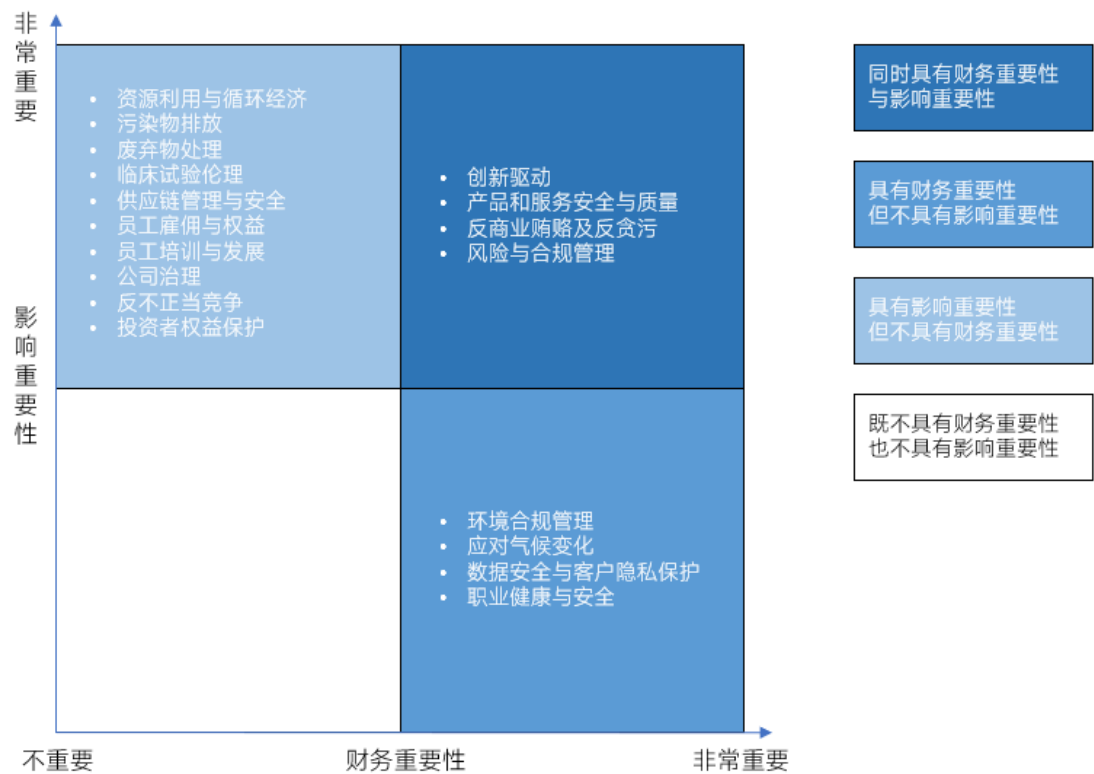 非常重要
影响重要性
• 资源利用与循环经济
• 污染物排放
• 废弃物处理
• 临床试验伦理
• 供应链管理与安全
• 员工雇佣与权益
• 员工培训与发展
• 公司治理
• 反不正当竞争
• 投资者权益保护
• 创新驱动
• 产品和服务安全与质量
• 反商业贿赂及反贪污
• 风险与合规管理
• 环境合规管理
• 应对气候变化
• 数据安全与客户隐私保护
• 职业健康与安全
不重要
财务重要性
非常重要
同时具有财务重要性
与影响重要性
具有财务重要性
但不具有影响重要性
具有影响重要性
但不具有财务重要性
既不具有财务重要性
也不具有影响重要性